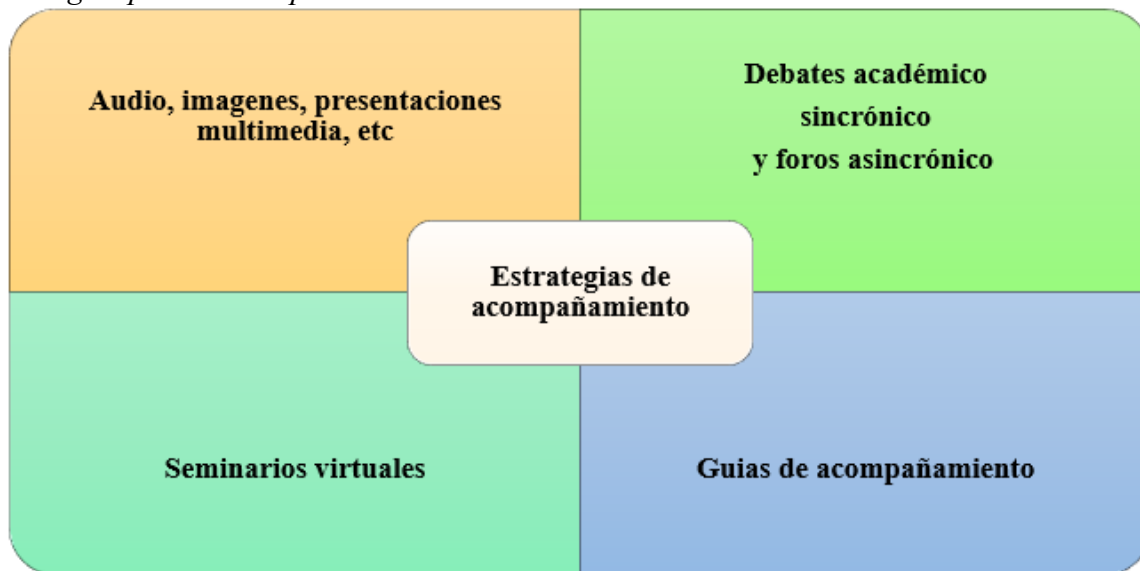 Audio, imagenes, presentaciones
multimedia, etc
Debates académico
sincrónico
y foros asincrónico
Estrategias de
acompañamiento
Seminarios virtuales
Guias de acompañamiento